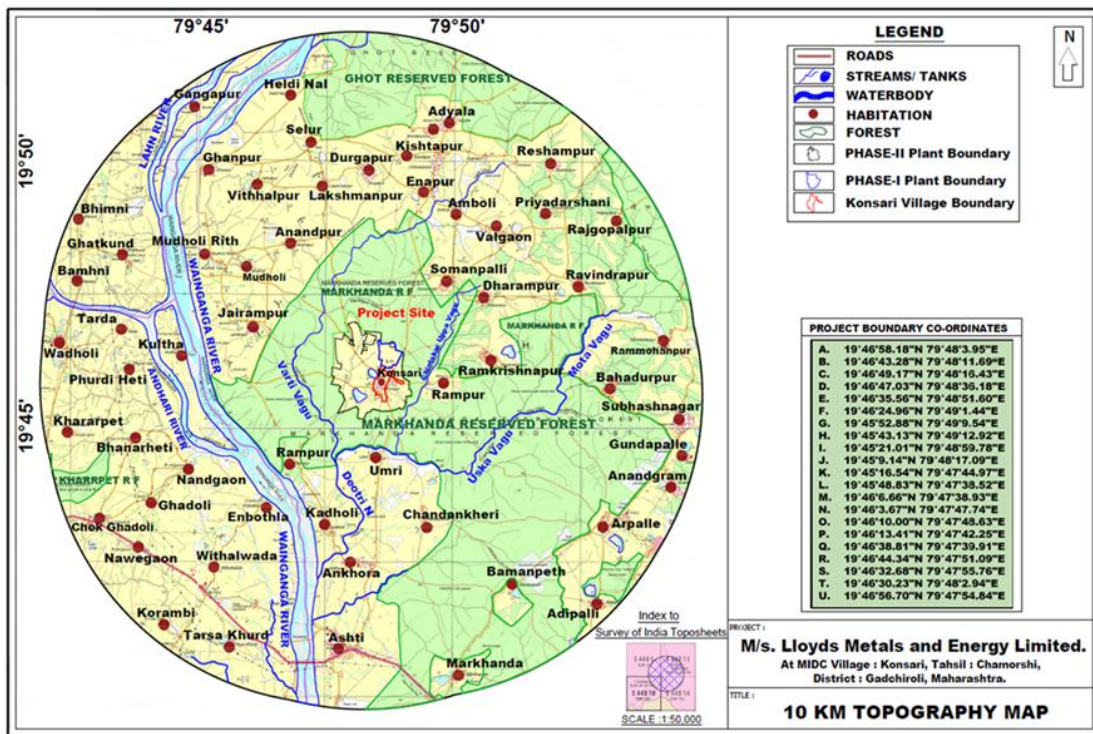 79°45'
79°50'
19°50'
19°45'
GHOT RESERVED FOREST
GHOT RESERVED FOREST
Heldi Nal
Gangapur
LAHN RIVER
Adyala
Selur
Kishtapur
Ghanpur
Durgapur
Reshampur
Vithhalpur
Lakshmanpur
Enapur
Bhimni
Amboli
Priyadarshani
Rajgopalpur
Valgaon
Ghatkund
Mudholi Rith
Anandpur
WAINGANGA RIVER
Bamhni
Mudholi
Somanpalli
Ravindrapur
Dharampur
MARKHANDA RESERVED FOREST
MARKHANDA R F
WAINGANGA RIVER
Project Site
Jairampur
Tarda
MARKHANDA R F
Mota Vagu
Rammohanpur
Wadholi
Kultha
Phurdi Heti
Varti Vagu
Konsari
Ramkrishnapur
Rampur
Bahadurpur
ANDHARI RIVER
Subhashnagar
MARKHANDA RESERVED FOREST
MARKHANDA RESERVED FOREST
Khararpet
Bhanarheti
Gundapalle
Rampur
Umri
Uska Vagu
KHARRPET R F
Nandgaon
Anandgram
Deotri N
Ghadoli
Enbothla
Chek Ghadoli
Kadholi
Chandankheri
Arpalle
Nawegaon
Withalwada
Ankhora
WAINGANGA RIVER
Bamanpeth
Adipalli
Korambi
Tarsa Khurd
Ashti
Markhanda
Index to
Survey of India Toposheets
SCALE :1:50,000
LEGEND
N
ROADS
STREAMS/ TANKS
WATERBODY
HABITATION
FOREST
PHASE-II Plant Boundary
PHASE-I Plant Boundary
Konsari Village Boundary
PROJECT BOUNDARY CO-ORDINATES
A. 19°46'58.18"N 79°48'3.95"E
B. 19°46'43.28"N 79°48'11.69"E
C. 19°46'49.17"N 79°48'16.43"E
D. 19°46'47.03"N 79°48'36.18"E
E. 19°46'35.56"N 79°48'51.60"E
F. 19°46'24.96"N 79°49'1.44"E
G. 19°45'52.88"N 79°49'9.54"E
H. 19°45'43.13"N 79°49'12.92"E
I. 19°45'21.01"N 79°48'59.78"E
J. 19°45'9.14"N 79°48'17.09"E
K. 19°45'16.54"N 79°47'44.97"E
L. 19°45'48.83"N 79°47'38.52"E
M. 19°46'6.66"N 79°47'38.93"E
N. 19°46'3.67"N 79°47'47.74"E
O. 19°46'10.00"N 79°47'48.63"E
P. 19°46'13.41"N 79°47'42.25"E
Q. 19°46'38.81"N 79°47'39.91"E
R. 19°46'44.34"N 79°47'51.09"E
S. 19°46'32.68"N 79°47'55.76"E
T. 19°46'30.23"N 79°48'2.94"E
U. 19°46'56.70"N 79°47'54.84"E
PROJECT :
M/s. Lloyds Metals and Energy Limited.
At MIDC Village : Konsari, Tahsil : Chamorshi,
District : Gadchiroli, Maharashtra.
TITLE :
10 KM TOPOGRAPHY MAP